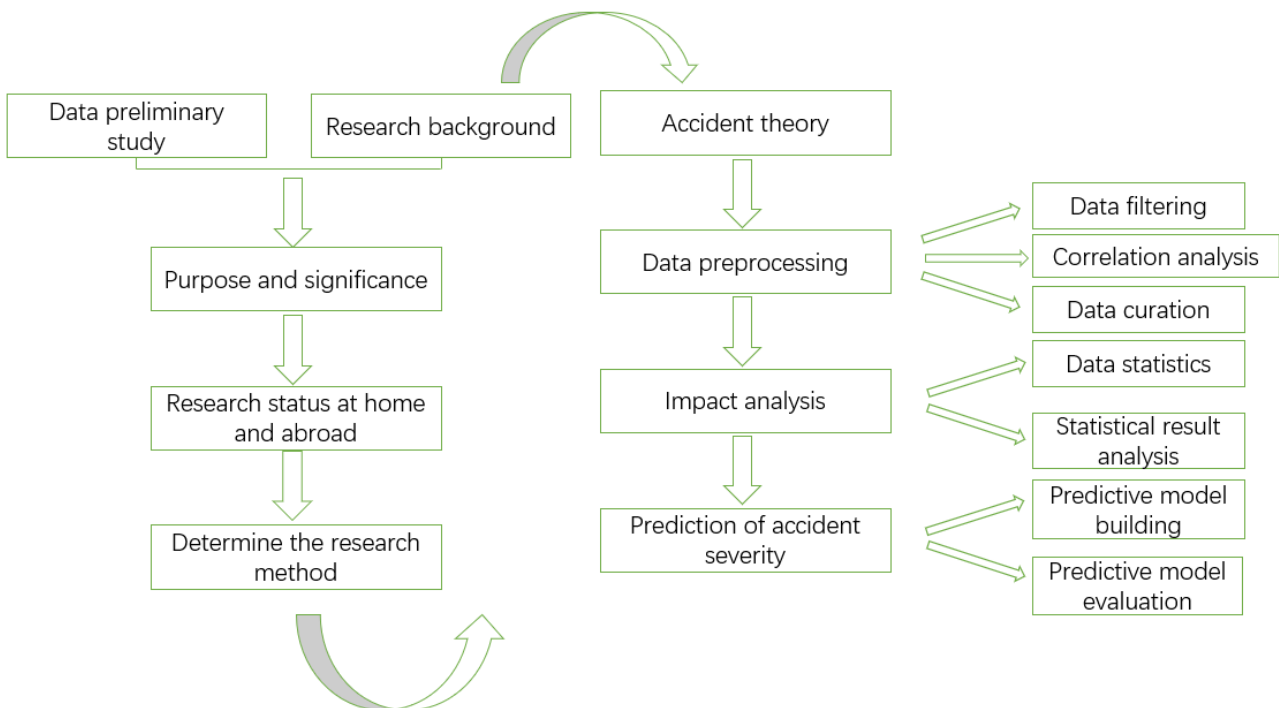 Data preliminary
study
Research background
Purpose and significance
Research status at home
and abroad
Determine the research
method
Accident theory
Data preprocessing
Data filtering
Correlation analysis
Data curation
Impact analysis
Data statistics
Statistical result
analysis
Prediction of accident
severity
Predictive model
building
Predictive model
evaluation